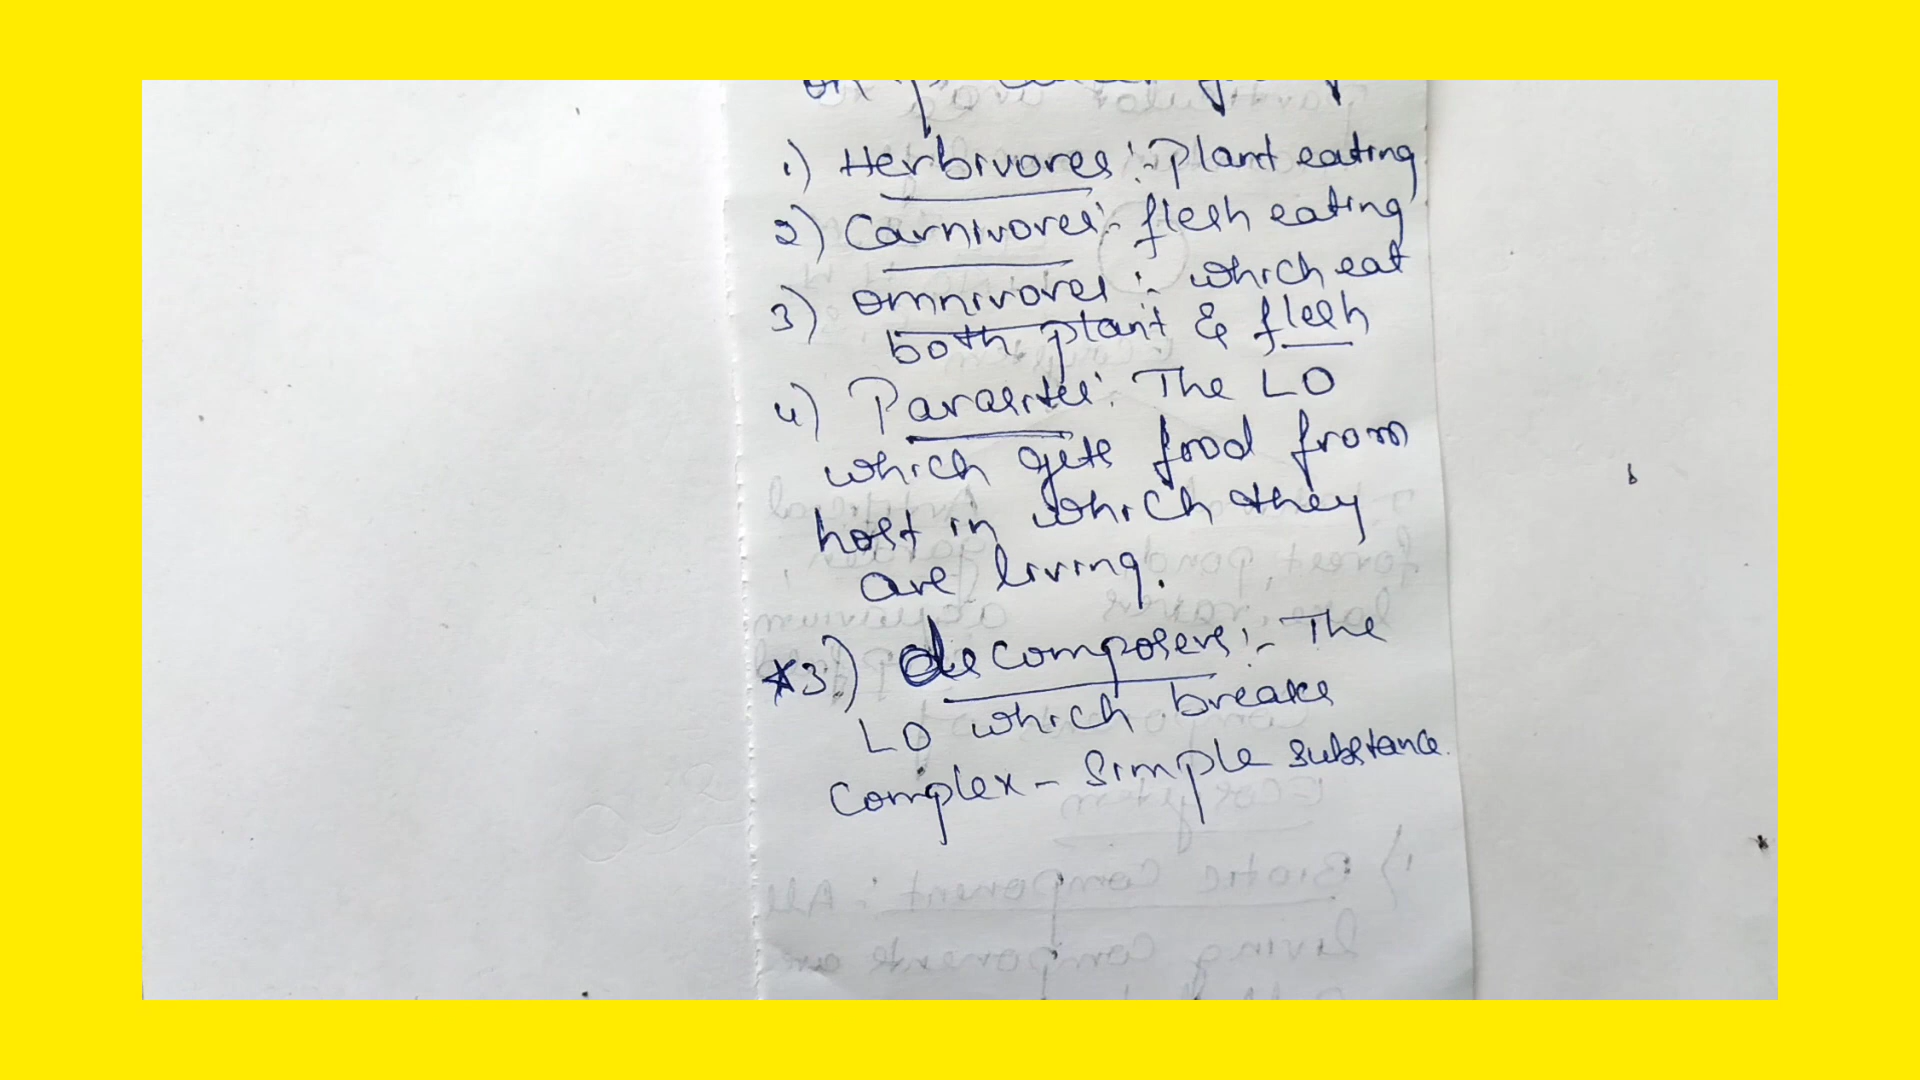 1) Herbivores :- Plant eating
2) Carnivores :- flesh eating
3) omnivores :- which eat
both plant & flesh
4) Parasites : The LO
which gets food from
host in which they
are living.
*3) decomposers :- The
LO which breaks
Complex - Simple substance.